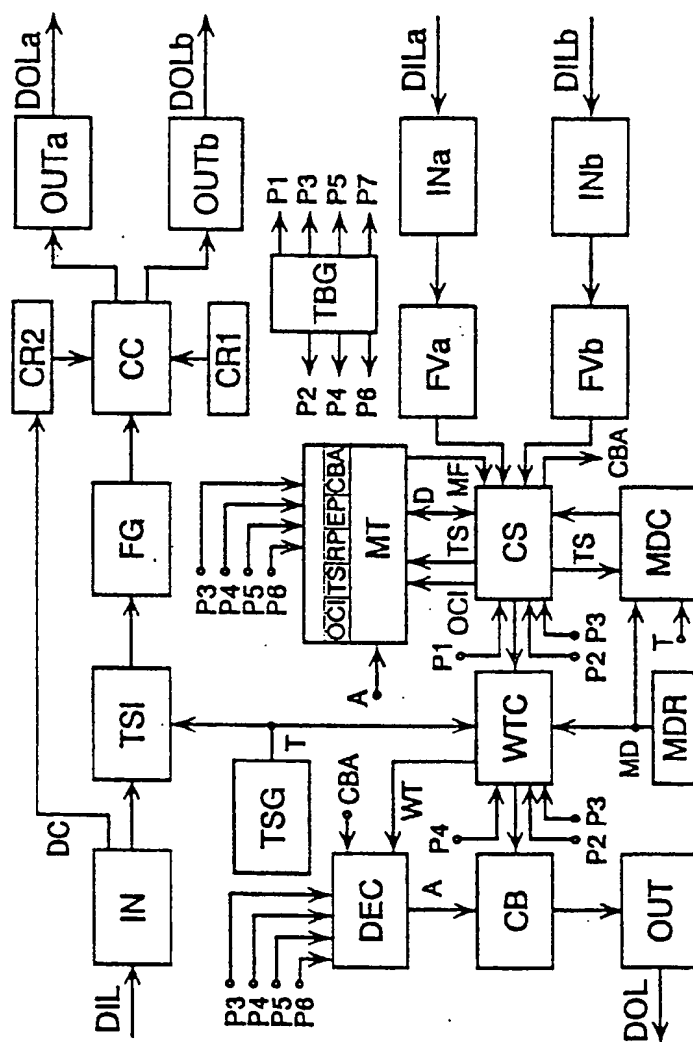 DOLa
OUTa
CR2
DC
DIL
IN
TSI
FG
CC
DOLb
OUTb
CR1
T
TSG
P3
P4
P5
P6
P3
P4
P5
P6
P2
P4
P6
TBG
P1
P3
P5
P7
CBA
DEC
WT
A
A
OCI
TS
RP
EP
CBA
MT
OCI
TS
D
MF
FVa
INa
DILa
P4
P1
CB
WTC
CS
P2
P3
P2
P3
MD
TS
CBA
FVb
INb
DILb
DOL
OUT
MDR
T
MDC